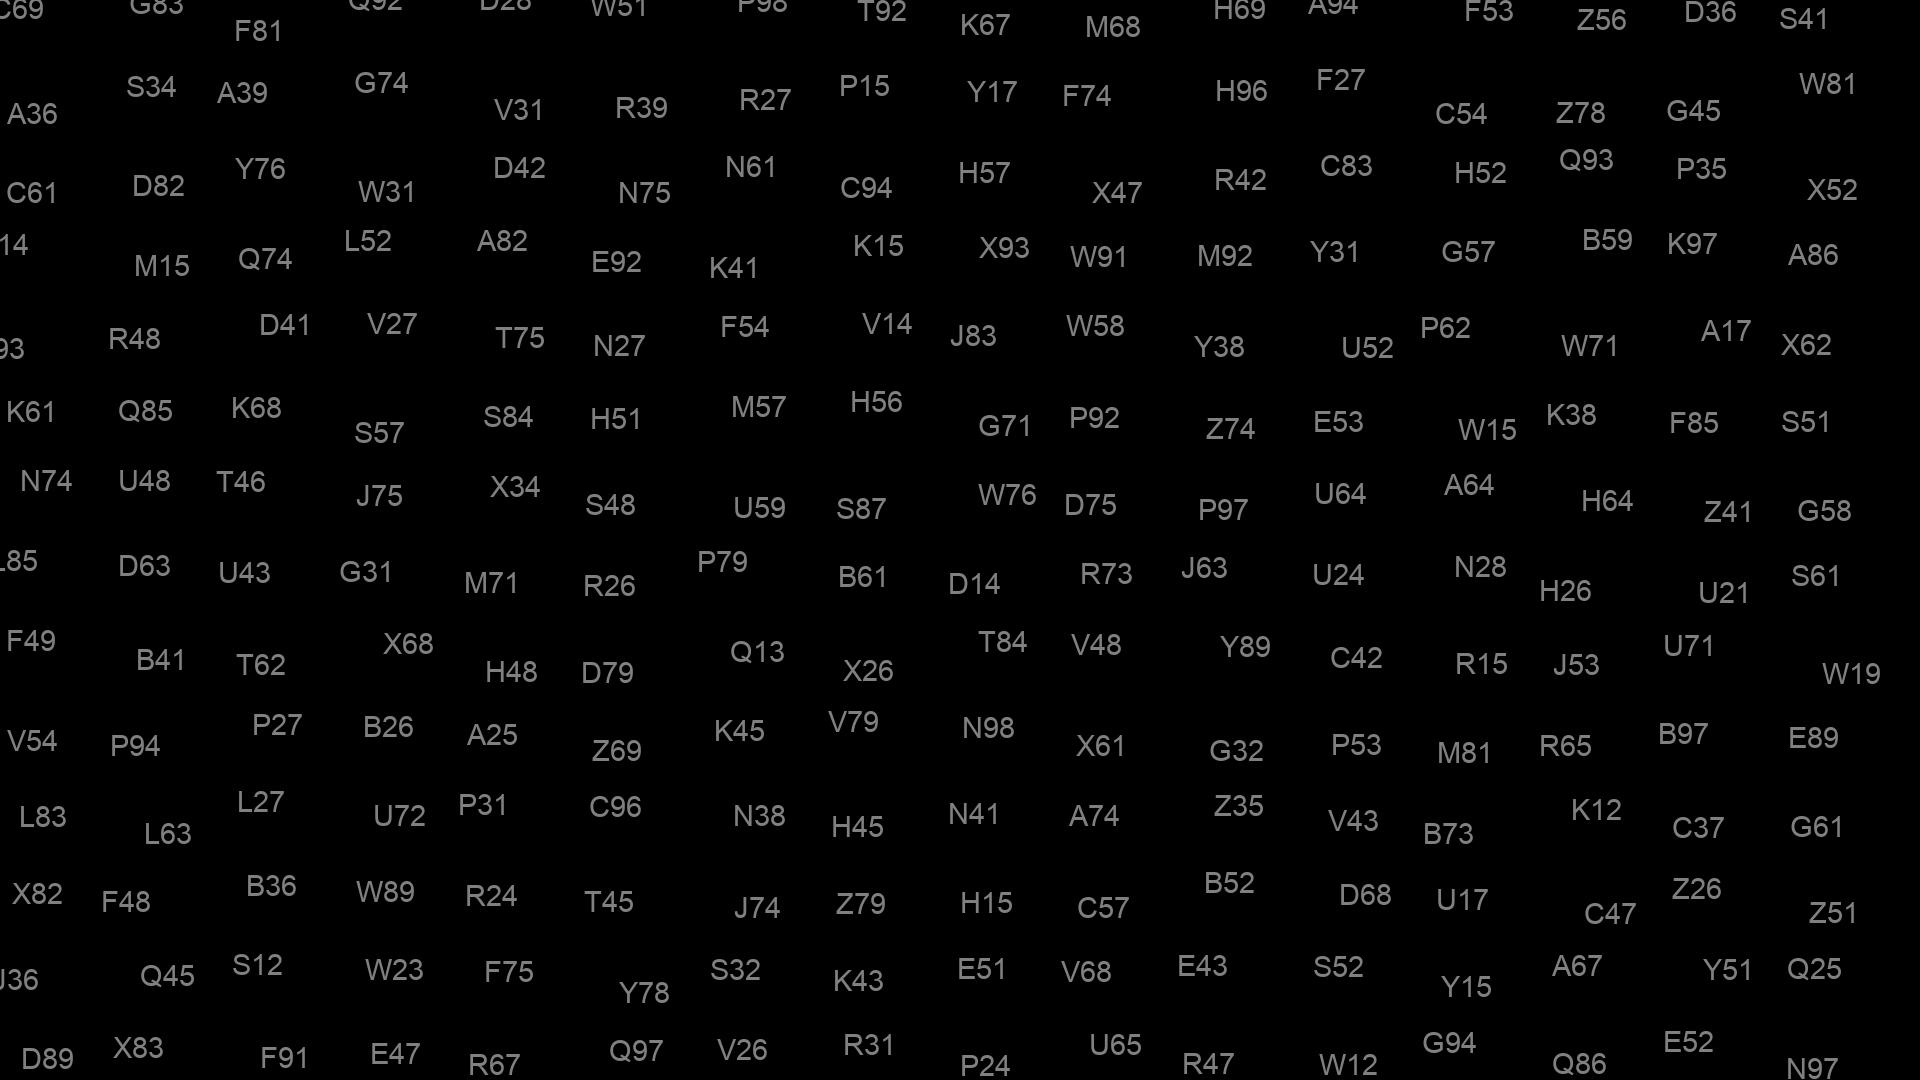 C69 G83 F81 Q92 D28 W51 P98 T92 K67 M68 H69 A94 F53 Z56 D36 S41
A36 S34 A39 G74 V31 R39 R27 P15 Y17 F74 H96 F27 C54 Z78 G45 W81
C61 D82 Y76 W31 D42 N75 N61 C94 H57 X47 R42 C83 H52 Q93 P35 X52
14 M15 Q74 L52 A82 E92 K41 K15 X93 W91 M92 Y31 G57 B59 K97 A86
93 R48 D41 V27 T75 N27 F54 V14 J83 W58 Y38 U52 P62 W71 A17 X62
K61 Q85 K68 S57 S84 H51 M57 H56 G71 P92 Z74 E53 W15 K38 F85 S51
N74 U48 T46 J75 X34 S48 U59 S87 W76 D75 P97 U64 A64 H64 Z41 G58
L85 D63 U43 G31 M71 R26 P79 B61 D14 R73 J63 U24 N28 H26 U21 S61
F49 B41 T62 X68 H48 D79 Q13 X26 T84 V48 Y89 C42 R15 J53 U71 W19
V54 P94 P27 B26 A25 Z69 K45 V79 N98 X61 G32 P53 M81 R65 B97 E89
L83 L63 L27 U72 P31 C96 N38 H45 N41 A74 Z35 V43 B73 K12 C37 G61
X82 F48 B36 W89 R24 T45 J74 Z79 H15 C57 B52 D68 U17 C47 Z26 Z51
36 Q45 S12 W23 F75 Y78 S32 K43 E51 V68 E43 S52 Y15 A67 Y51 Q25
D89 X83 F91 E47 R67 Q97 V26 R31 P24 U65 R47 W12 G94 Q86 E52 N97